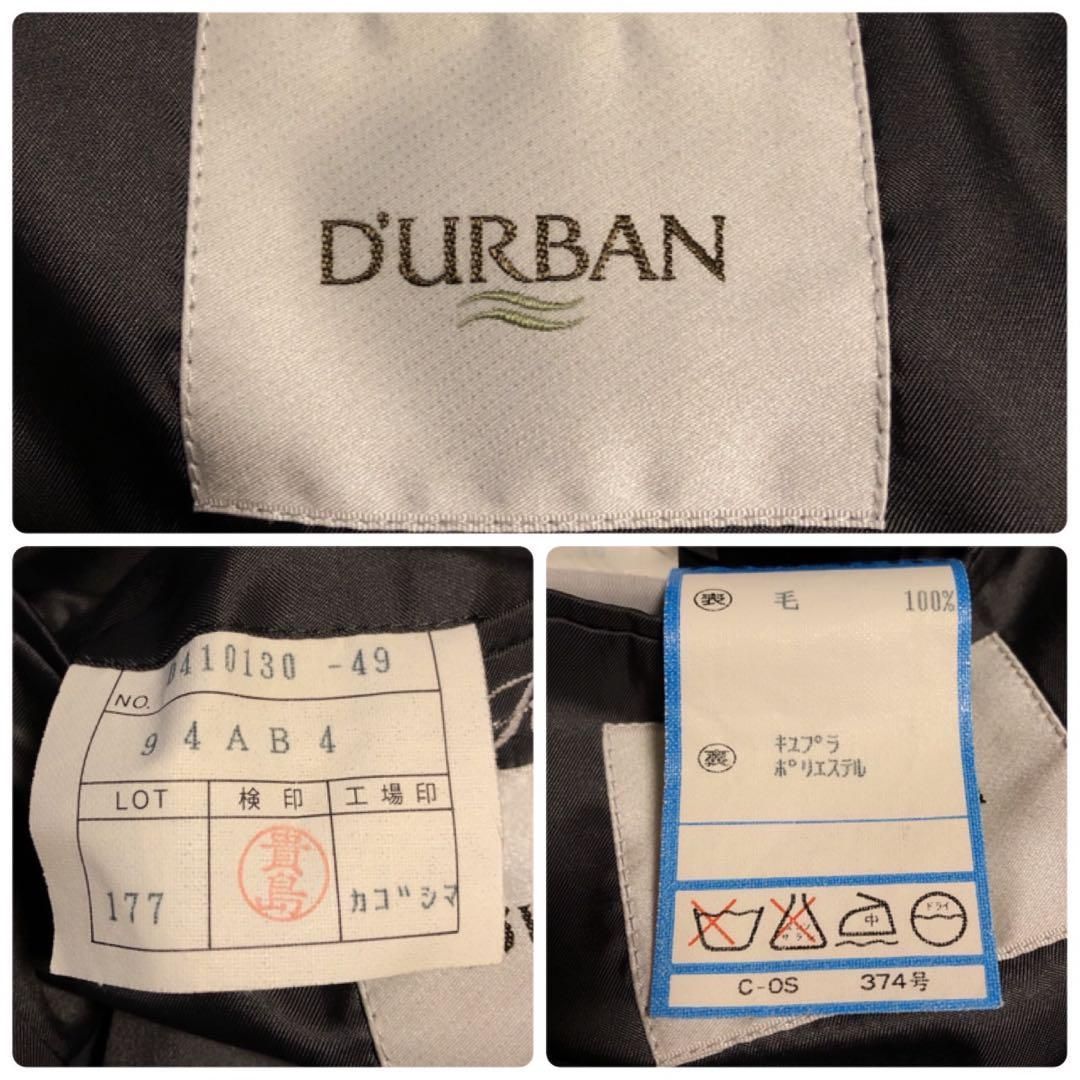 D'URBAN
410130 -49
NO.
9 4 A B 4
LOT 検印 工場印
177 貴島 カゴシマ
表 毛 100%
裏 キュプラ
ポリエステル
中 ドライ
C-OS 374号